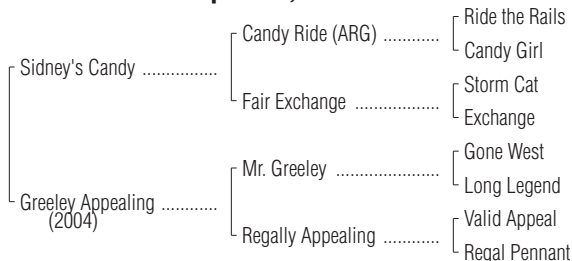 Ride the Rails
Candy Ride (ARG) ............
Candy Girl
Sidney's Candy ................
Storm Cat
Fair Exchange ..................
Exchange
Gone West
Mr. Greeley ......................
Long Legend
Greeley Appealing ............
(2004)
Valid Appeal
Regally Appealing ............
Regal Pennant